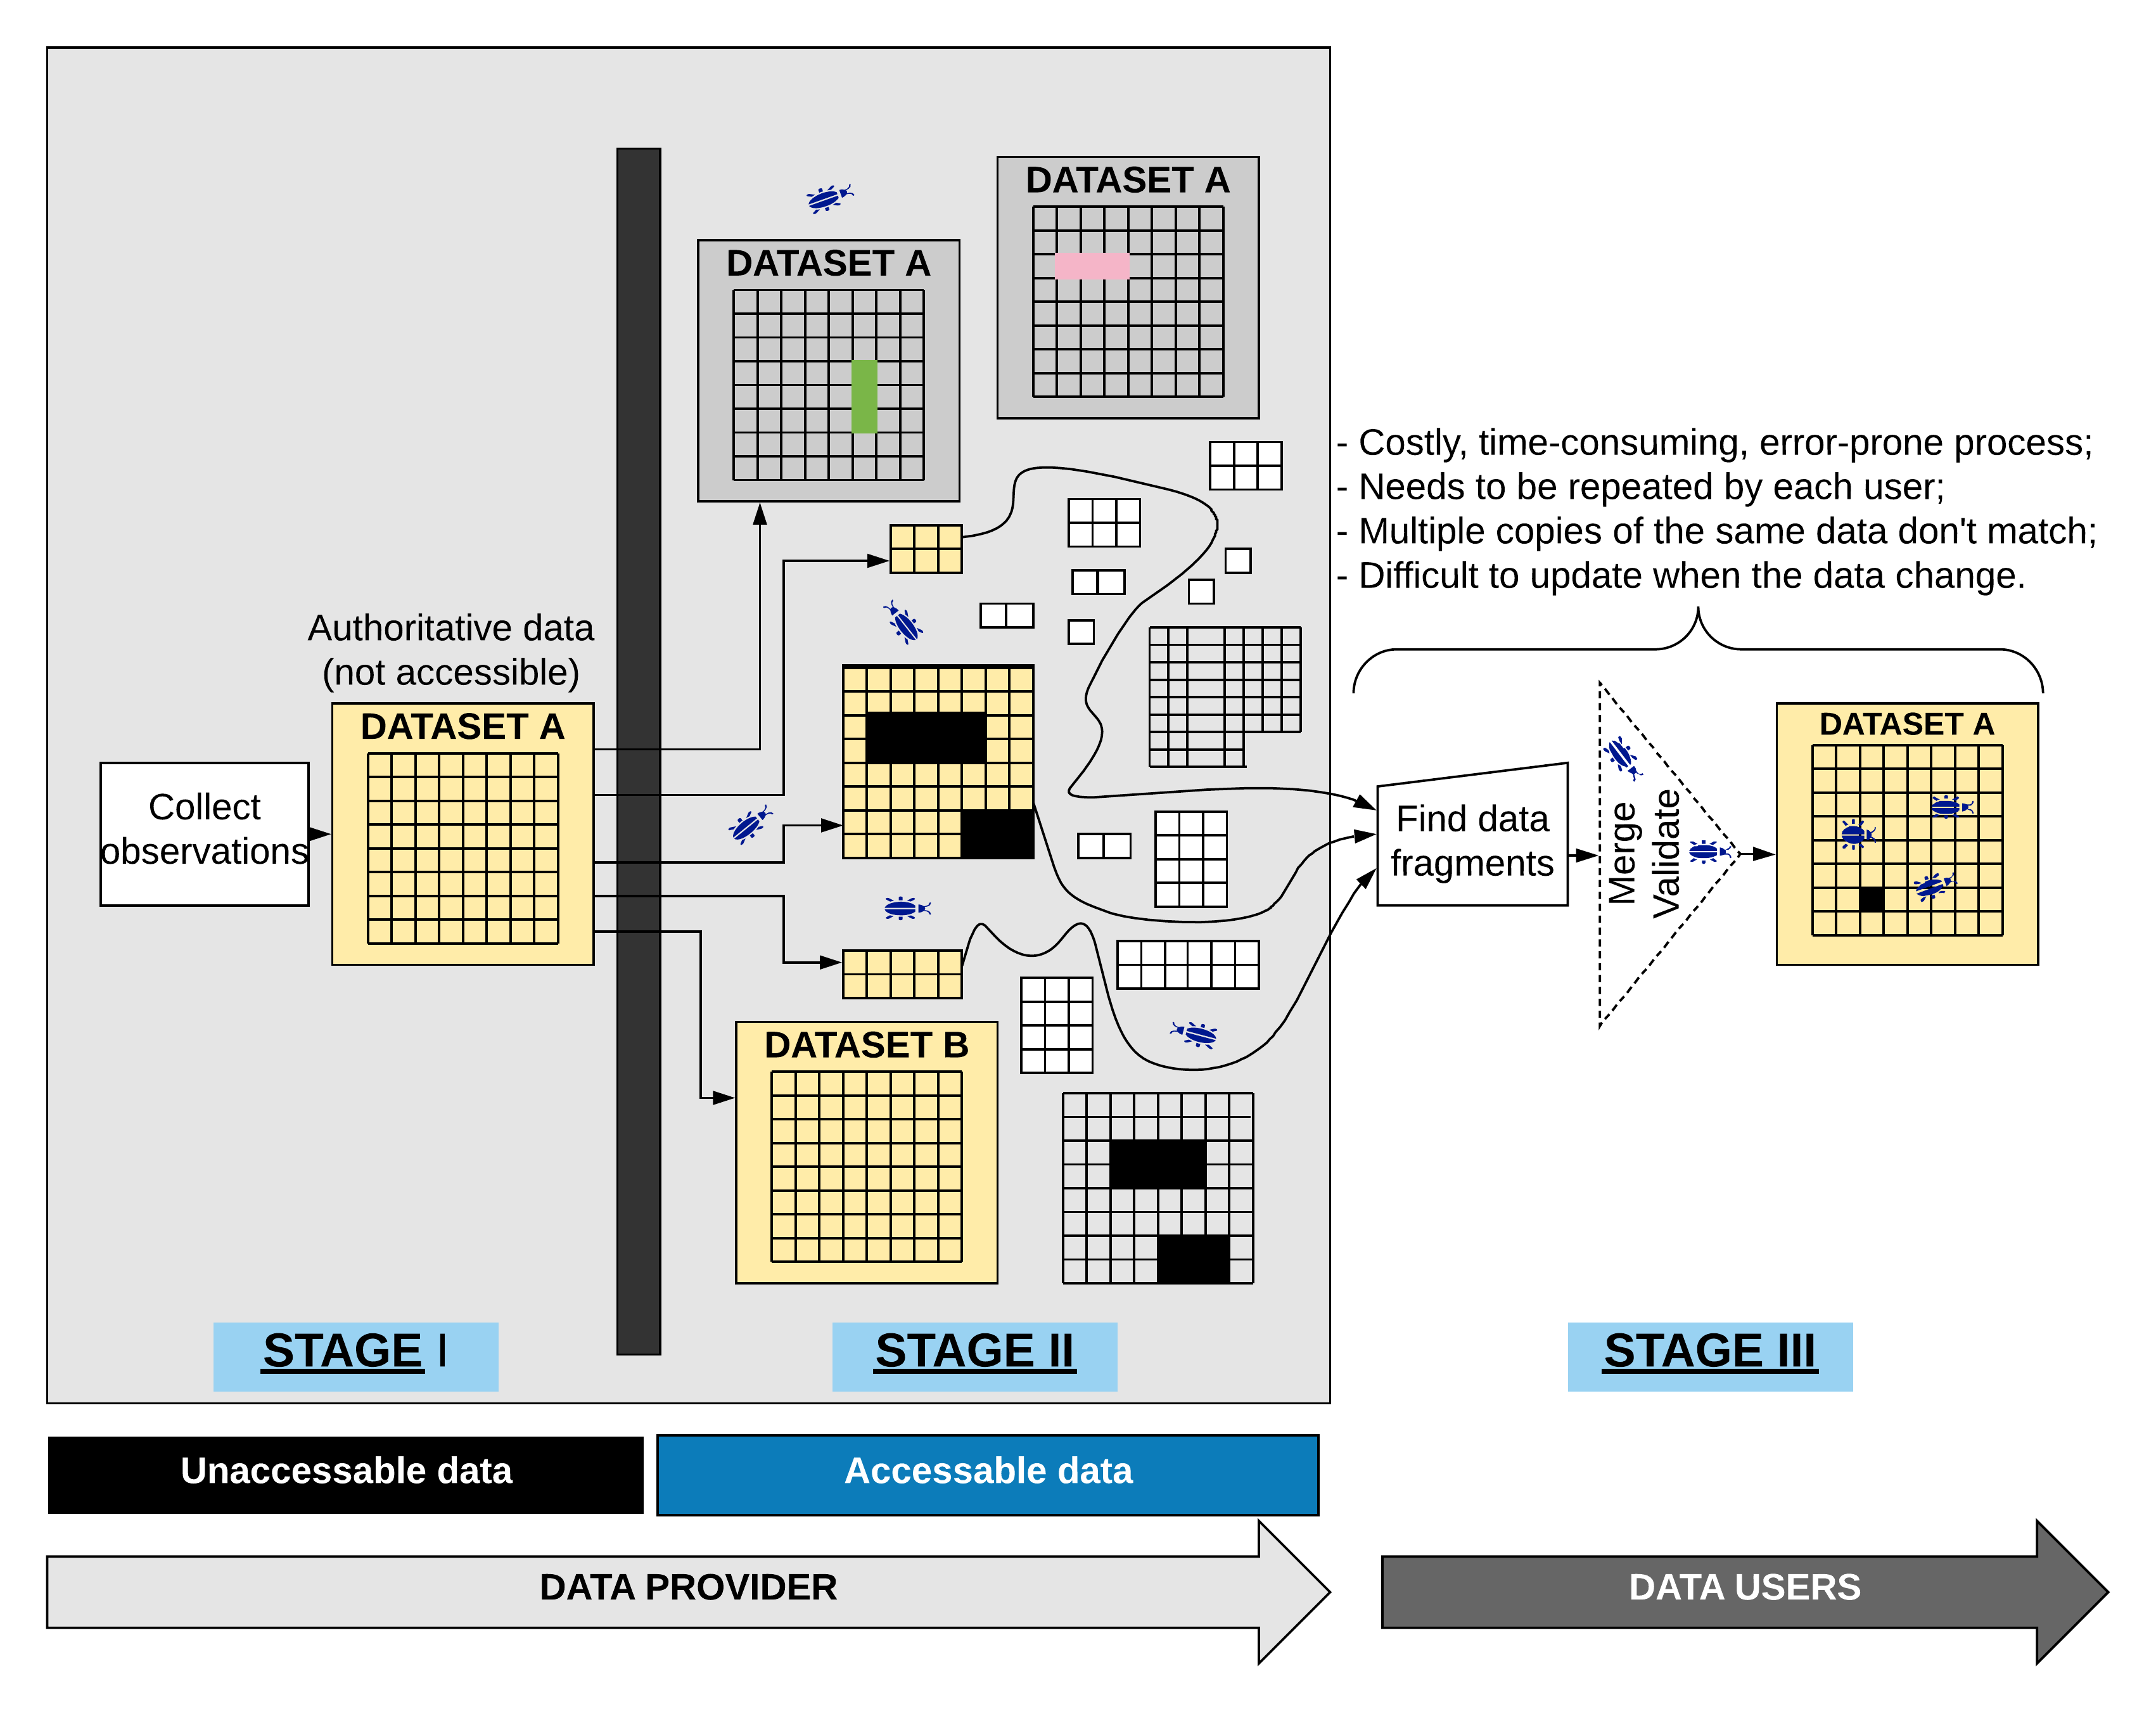 DATASET A
DATASET A
- Costly, time-consuming, error-prone process;
- Needs to be repeated by each user;
- Multiple copies of the same data don't match;
- Difficult to update when the data change.
Authoritative data
(not accessible)
DATASET A
Collect
observations
Find data
fragments
Merge
Validate
DATASET A
DATASET B
STAGE I
STAGE II
STAGE III
Unaccessable data
Accessable data
DATA PROVIDER
DATA USERS